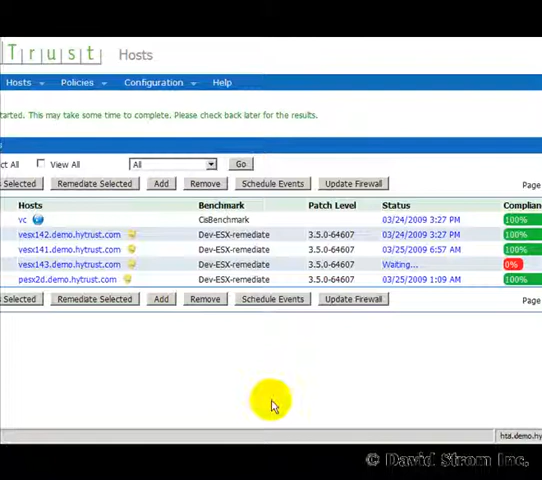 Trust Hosts
Hosts Policies Configuration Help
tarted. This may take some time to complete. Please check back later for the results.
ct All View All All Go
s Selected Remediate Selected Add Remove Schedule Events Update Firewall Page
Hosts Benchmark Patch Level Status Complian
vc CisBenchmark 03/24/2009 3:27 PM 100%
vesx142.demo.hytrust.com Dev-ESX-remediate 3.5.0-64607 03/24/2009 3:27 PM 100%
vesx141.demo.hytrust.com Dev-ESX-remediate 3.5.0-64607 03/25/2009 6:57 AM 100%
vesx143.demo.hytrust.com Dev-ESX-remediate 3.5.0-64607 Waiting... 0%
pesx2d.demo.hytrust.com Dev-ESX-remediate 3.5.0-64607 03/25/2009 1:09 AM 100%
s Selected Remediate Selected Add Remove Schedule Events Update Firewall Page
hta.demo.hy
© David Strom Inc.